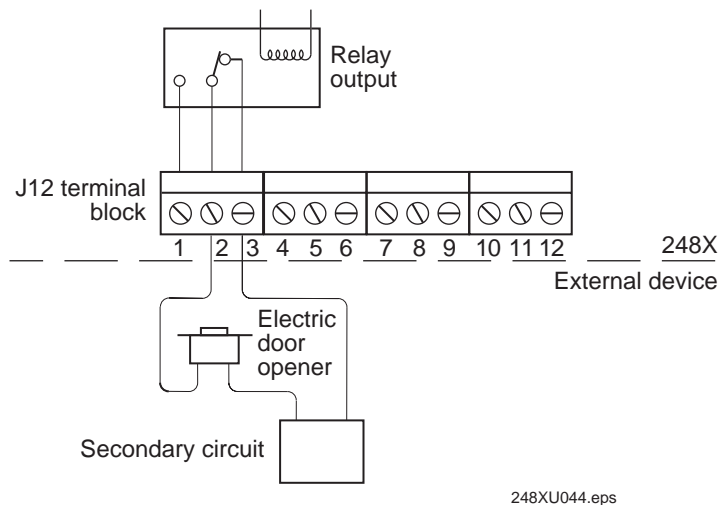 Relay
output
J12 terminal
block
1 2 3 4 5 6 7 8 9 10 11 12
248X
External device
Electric
door
opener
Secondary circuit
248XU044.eps